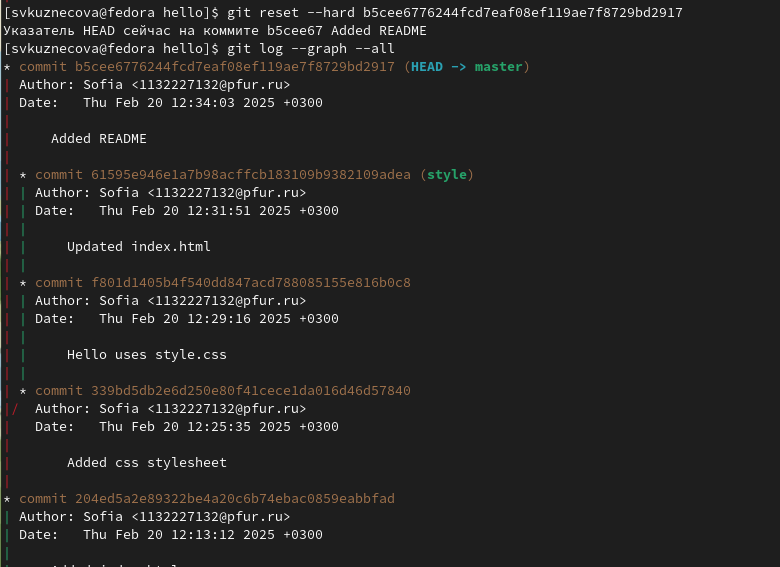 [svkuznecova@fedora hello]$ git reset --hard b5cee6776244fcd7eaf08ef119ae7f8729bd2917
Указатель HEAD сейчас на коммите b5cee67 Added README
[svkuznecova@fedora hello]$ git log --graph --all
* commit b5cee6776244fcd7eaf08ef119ae7f8729bd2917 (HEAD -> master)
| Author: Sofia <1132227132@pfur.ru>
| Date:   Thu Feb 20 12:34:03 2025 +0300
|
|     Added README
|
| * commit 61595e946e1a7b98acffcb183109b9382109adea (style)
| | Author: Sofia <1132227132@pfur.ru>
| | Date:   Thu Feb 20 12:31:51 2025 +0300
| |
| |     Updated index.html
| |
| * commit f801d1405b4f540dd847acd788085155e816b0c8
| | Author: Sofia <1132227132@pfur.ru>
| | Date:   Thu Feb 20 12:29:16 2025 +0300
| |
| |     Hello uses style.css
| |
| * commit 339bd5db2e6d250e80f41cece1da016d46d57840
|/  Author: Sofia <1132227132@pfur.ru>
|   Date:   Thu Feb 20 12:25:35 2025 +0300
|
|       Added css stylesheet
|
* commit 204ed5a2e89322be4a20c6b74ebac0859eabbfad
| Author: Sofia <1132227132@pfur.ru>
| Date:   Thu Feb 20 12:13:12 2025 +0300
|